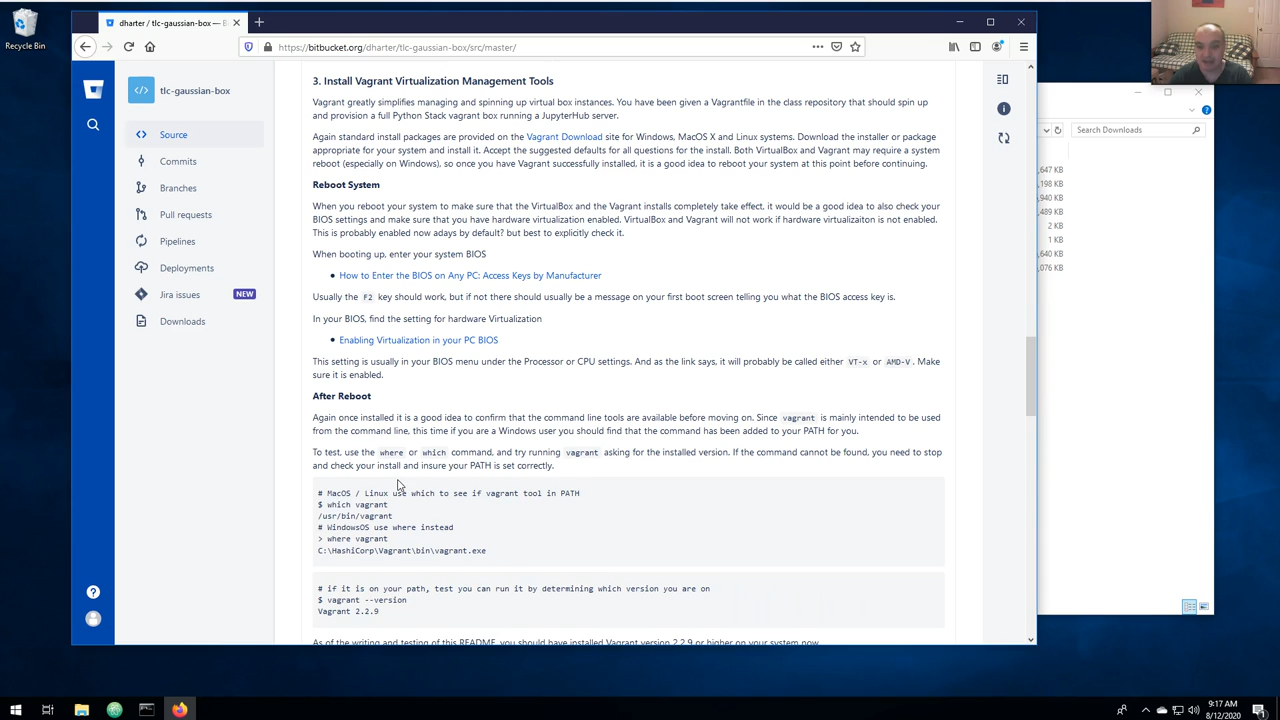 Recycle Bin
dharter / tlc-gaussian-box — B
https://bitbucket.org/dharter/tlc-gaussian-box/src/master/
tlc-gaussian-box
Source
Commits
Branches
Pull requests
Pipelines
Deployments
Jira issues NEW
Downloads
3. Install Vagrant Virtualization Management Tools
Vagrant greatly simplifies managing and spinning up virtual box instances. You have been given a Vagrantfile in the class repository that should spin up
and provision a full Python Stack vagrant box running a JupyterHub server.
Again standard install packages are provided on the Vagrant Download site for Windows, MacOS X and Linux systems. Download the installer or package
appropriate for your system and install it. Accept the suggested defaults for all questions for the install. Both VirtualBox and Vagrant may require a system
reboot (especially on Windows), so once you have Vagrant successfully installed, it is a good idea to reboot your system at this point before continuing.
Reboot System
When you reboot your system to make sure that the VirtualBox and the Vagrant installs completely take effect, it would be a good idea to also check your
BIOS settings and make sure that you have hardware virtualization enabled. VirtualBox and Vagrant will not work if hardware virtualizaiton is not enabled.
This is probably enabled now adays by default? but best to explicitly check it.
When booting up, enter your system BIOS
• How to Enter the BIOS on Any PC: Access Keys by Manufacturer
Usually the F2 key should work, but if not there should usually be a message on your first boot screen telling you what the BIOS access key is.
In your BIOS, find the setting for hardware Virtualization
• Enabling Virtualization in your PC BIOS
This setting is usually in your BIOS menu under the Processor or CPU settings. And as the link says, it will probably be called either VT-x or AMD-V. Make
sure it is enabled.
After Reboot
Again once installed it is a good idea to confirm that the command line tools are available before moving on. Since vagrant is mainly intended to be used
from the command line, this time if you are a Windows user you should find that the command has been added to your PATH for you.
To test, use the where or which command, and try running vagrant asking for the installed version. If the command cannot be found, you need to stop
and check your install and insure your PATH is set correctly.
# MacOS / Linux use which to see if vagrant tool in PATH
$ which vagrant
/usr/bin/vagrant
# WindowsOS use where instead
> where vagrant
C:\HashiCorp\Vagrant\bin\vagrant.exe
# if it is on your path, test you can run it by determining which version you are on
$ vagrant --version
Vagrant 2.2.9
As of the writing and testing of this README, you should have installed Vagrant version 2.2.9 or higher on your system now.
Search Downloads
,647 KB
,198 KB
,940 KB
,489 KB
2 KB
1 KB
,640 KB
,076 KB
9:17 AM
8/12/2020